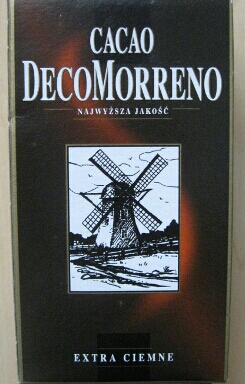 CACAO
DECOMORRENO
NAJWYŻSZA JAKOŚĆ
EXTRA CIEMNE